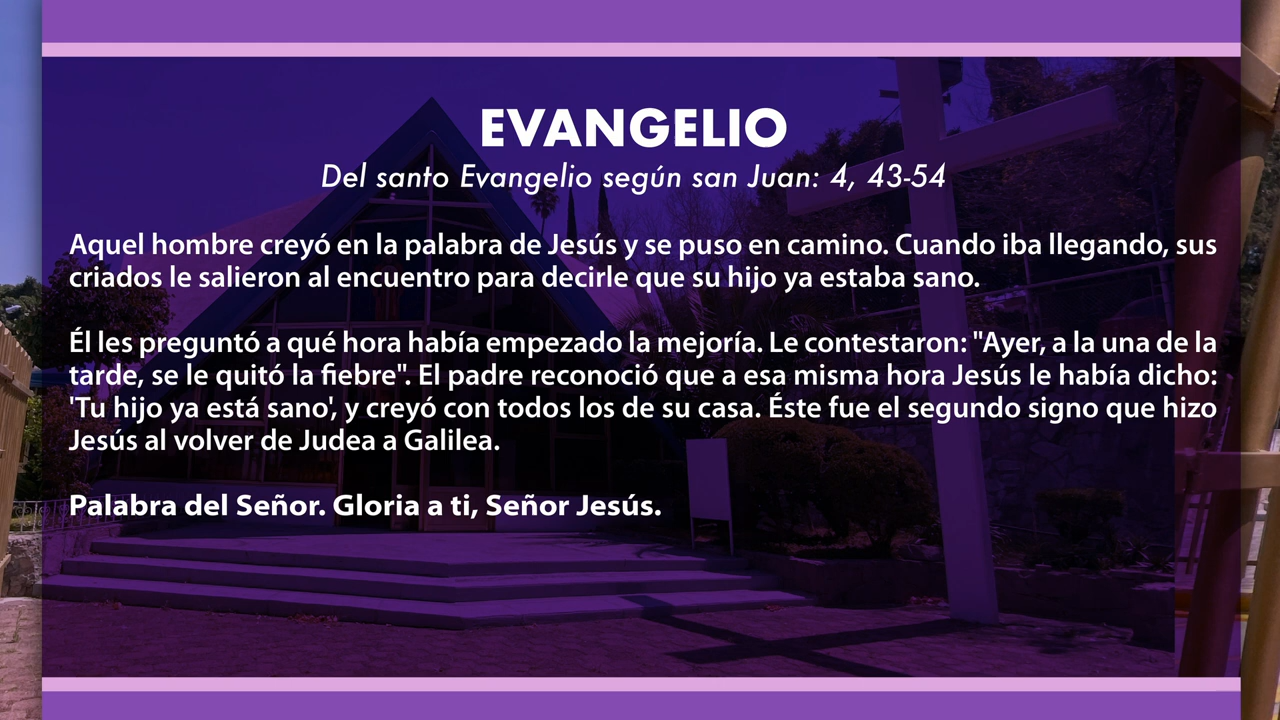 EVANGELIO
Del santo Evangelio según san Juan: 4, 43-54
Aquel hombre creyó en la palabra de Jesús y se puso en camino. Cuando iba llegando, sus
criados le salieron al encuentro para decirle que su hijo ya estaba sano.
Él les preguntó a qué hora había empezado la mejoría. Le contestaron: "Ayer, a la una de la
tarde, se le quitó la fiebre". El padre reconoció que a esa misma hora Jesús le había dicho:
'Tu hijo ya está sano', y creyó con todos los de su casa. Éste fue el segundo signo que hizo
Jesús al volver de Judea a Galilea.
Palabra del Señor. Gloria a ti, Señor Jesús.